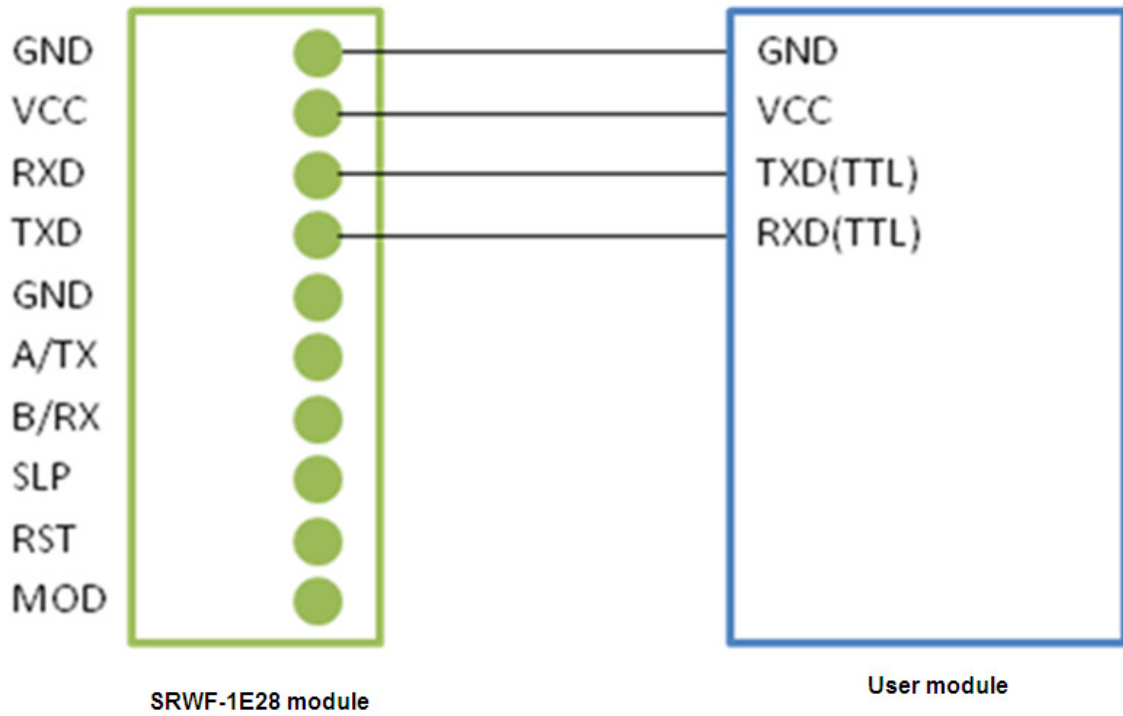 GND
VCC
RXD
TXD
GND
A/TX
B/RX
SLP
RST
MOD
GND
VCC
TXD(TTL)
RXD(TTL)
SRWF-1E28 module
User module